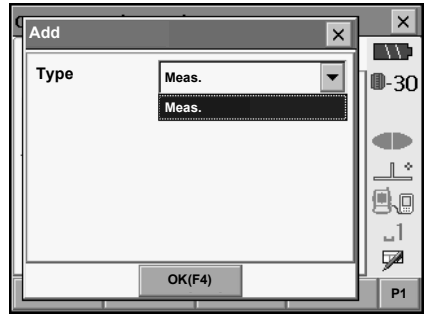 Add
Type
Meas.
Meas.
-30
1
OK(F4)
P1